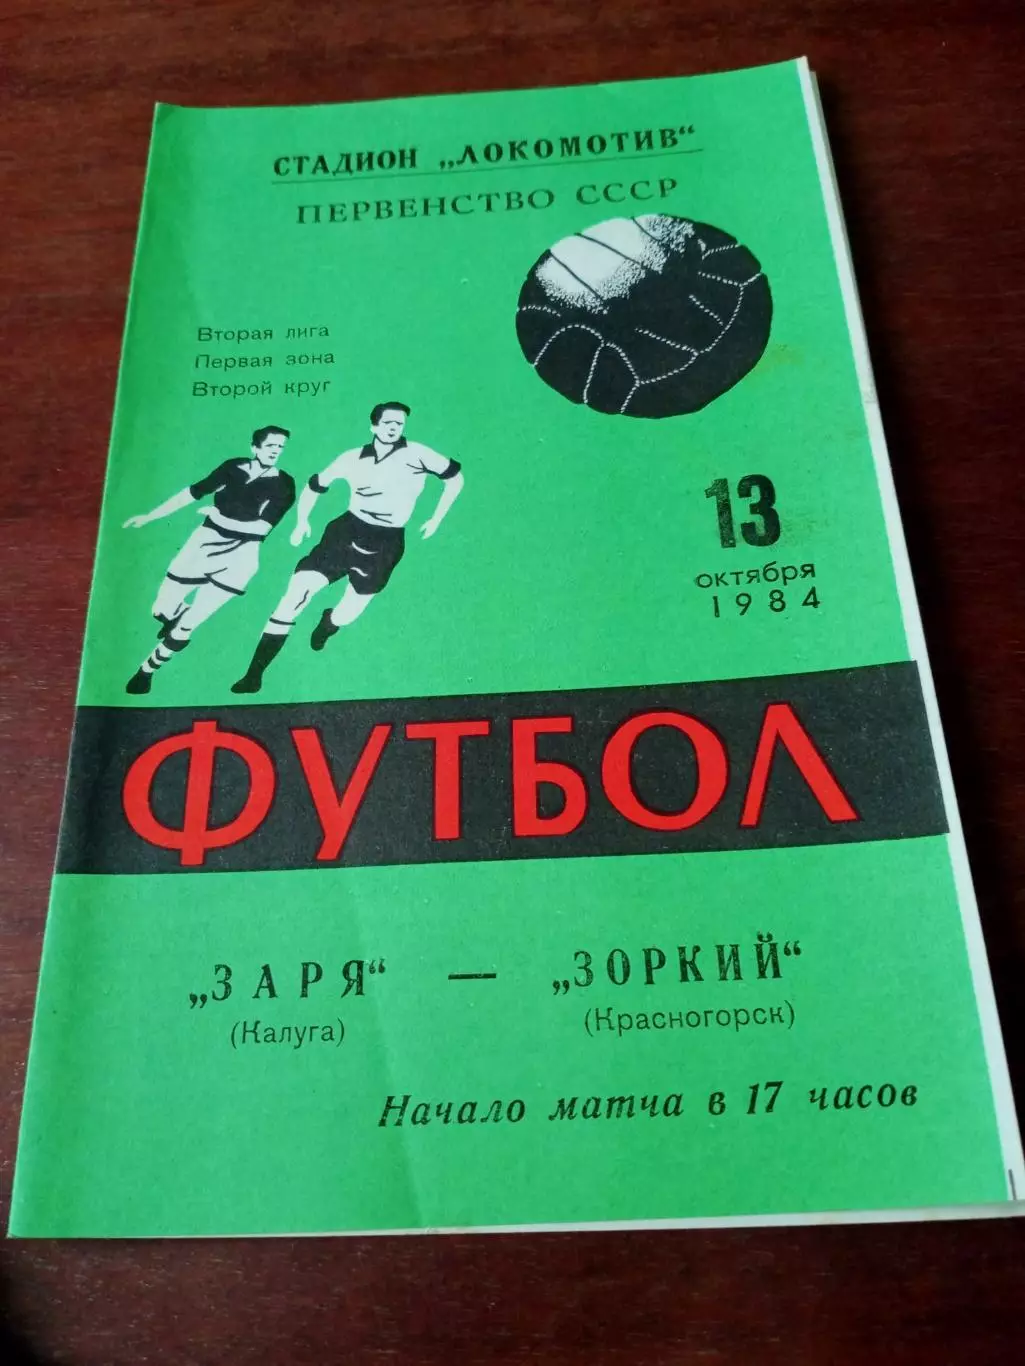 СТАДИОН „ЛОКОМОТИВ“
ПЕРВЕНСТВО СССР
Вторая лига
Первая зона
Второй круг
13
октября
1984
ФУТБОЛ
„ЗАРЯ“ — „ЗОРКИЙ“
(Калуга) (Красногорск)
Начало матча в 17 часов